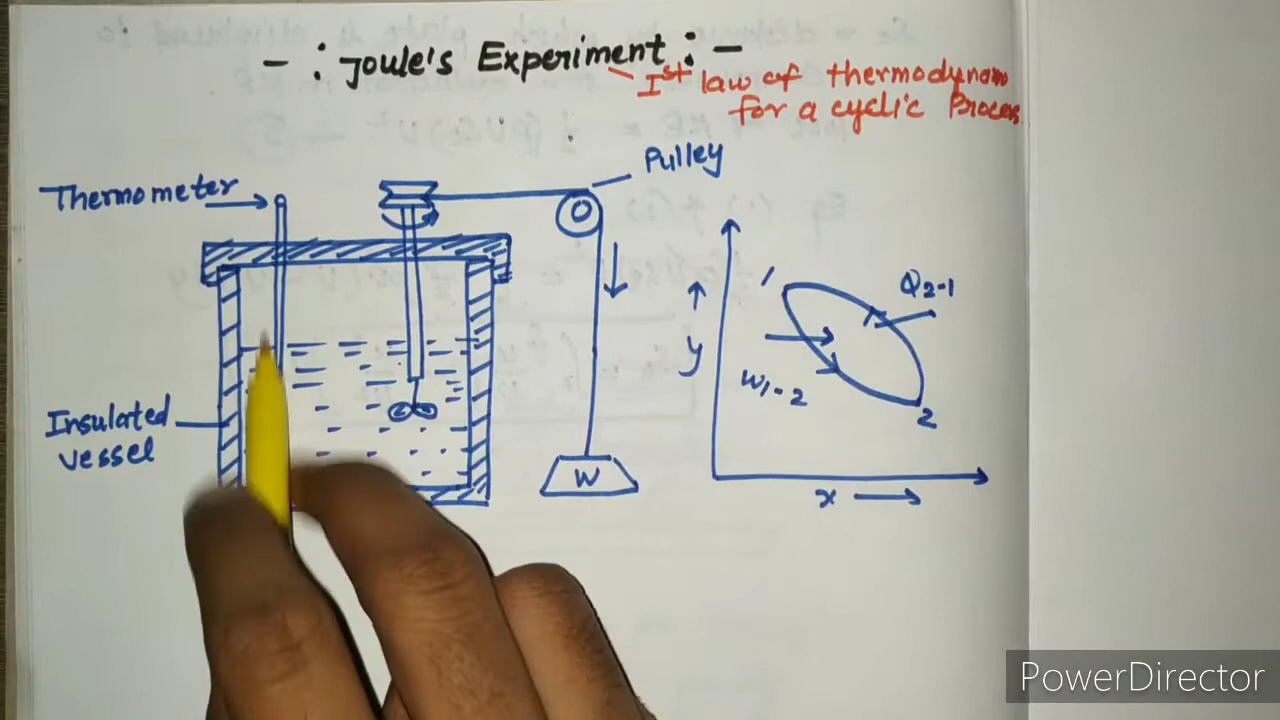 - : Joule's Experiment : -
Ist law of thermodynam
for a cyclic Process
Pulley
Thermometer
Q2-1
1
y
W1-2
2
Insulated
vessel
W
x
PowerDirector